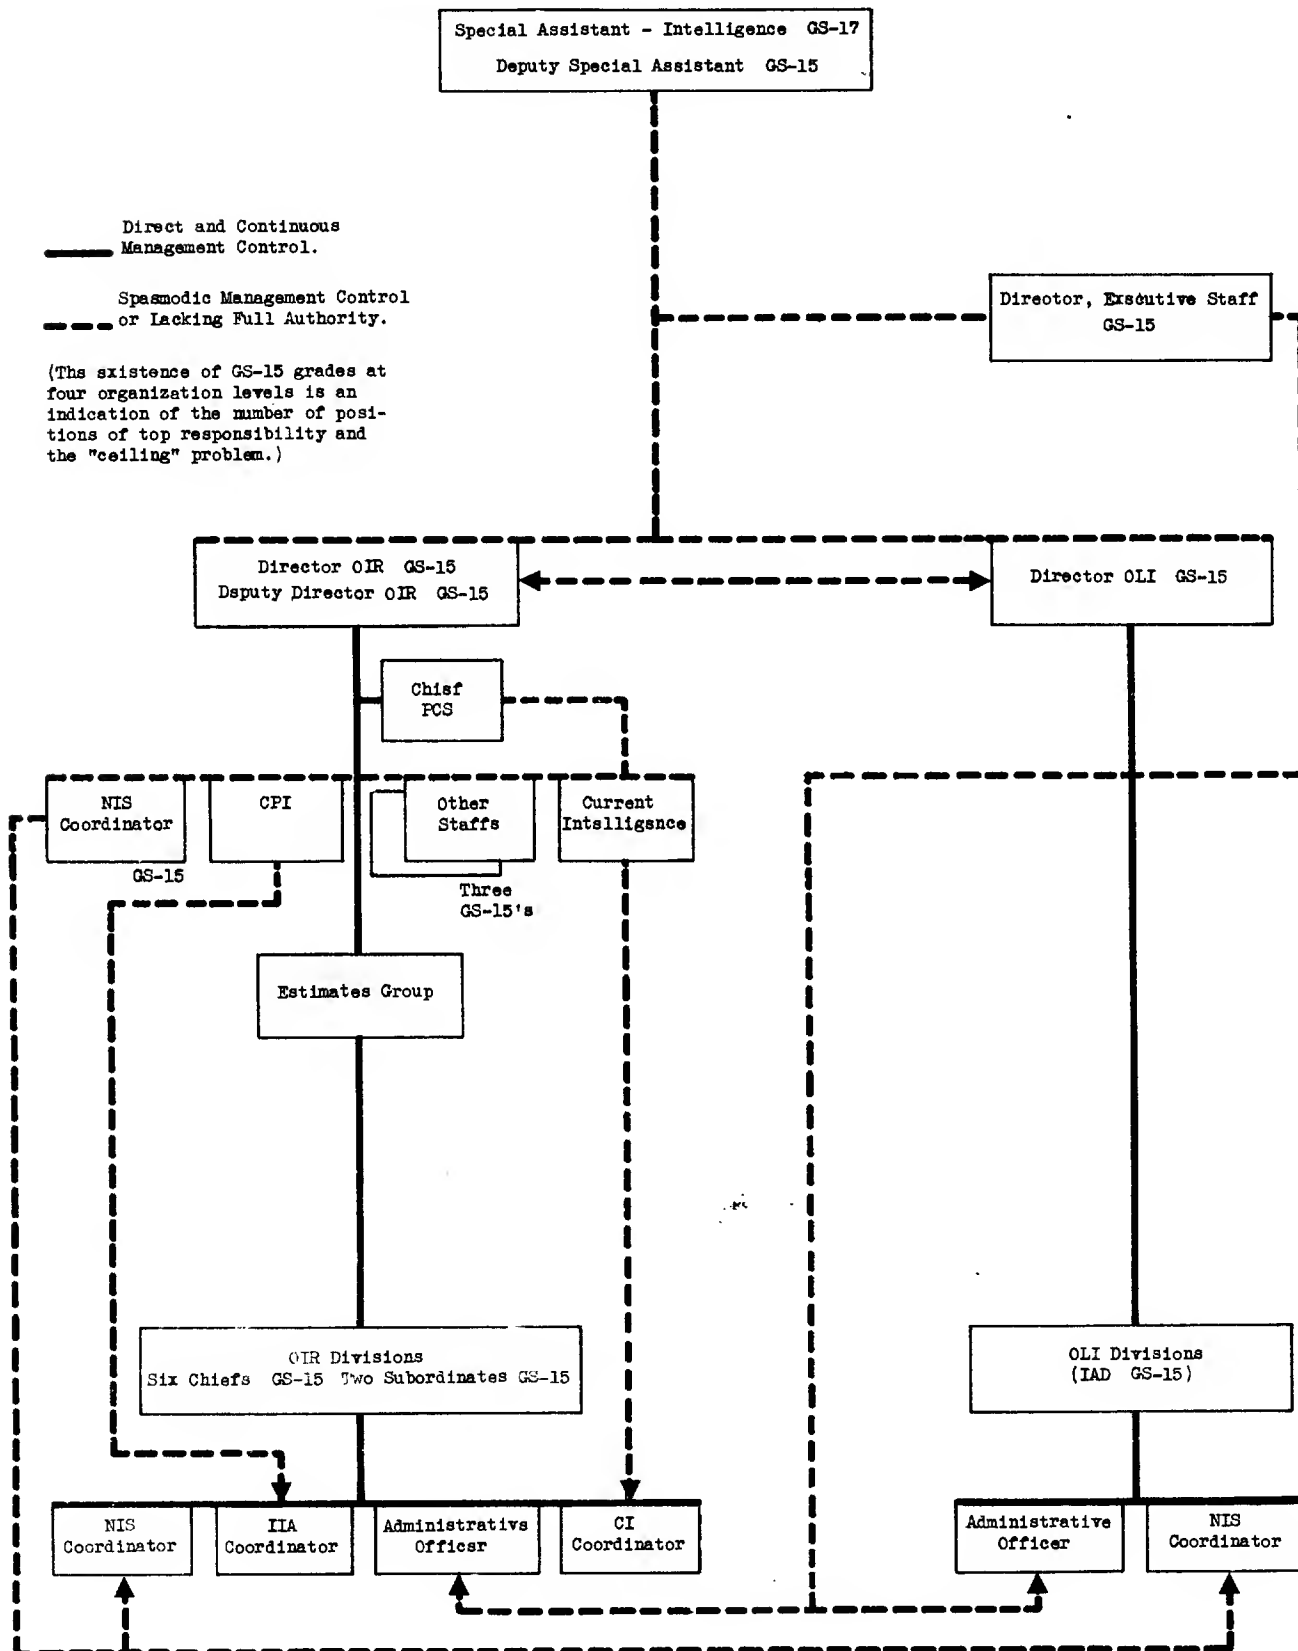 Special Assistant - Intelligence GS-17
Deputy Special Assistant GS-15
Direct and Continuous
Management Control.
Spasmodic Management Control
or Lacking Full Authority.
(The existence of GS-15 grades at
four organization levels is an
indication of the number of posi-
tions of top responsibility and
the "ceiling" problem.)
Director, Executive Staff
GS-15
Director OIR GS-15
Deputy Director OIR GS-15
Director OLI GS-15
Chief
PCS
NIS
Coordinator
GS-15
CPI
Other
Staffs
Three
GS-15's
Current
Intelligence
Estimates Group
OIR Divisions
Six Chiefs GS-15 Two Subordinates GS-15
OLI Divisions
(IAD GS-15)
NIS
Coordinator
IIA
Coordinator
Administrative
Officer
CI
Coordinator
Administrative
Officer
NIS
Coordinator